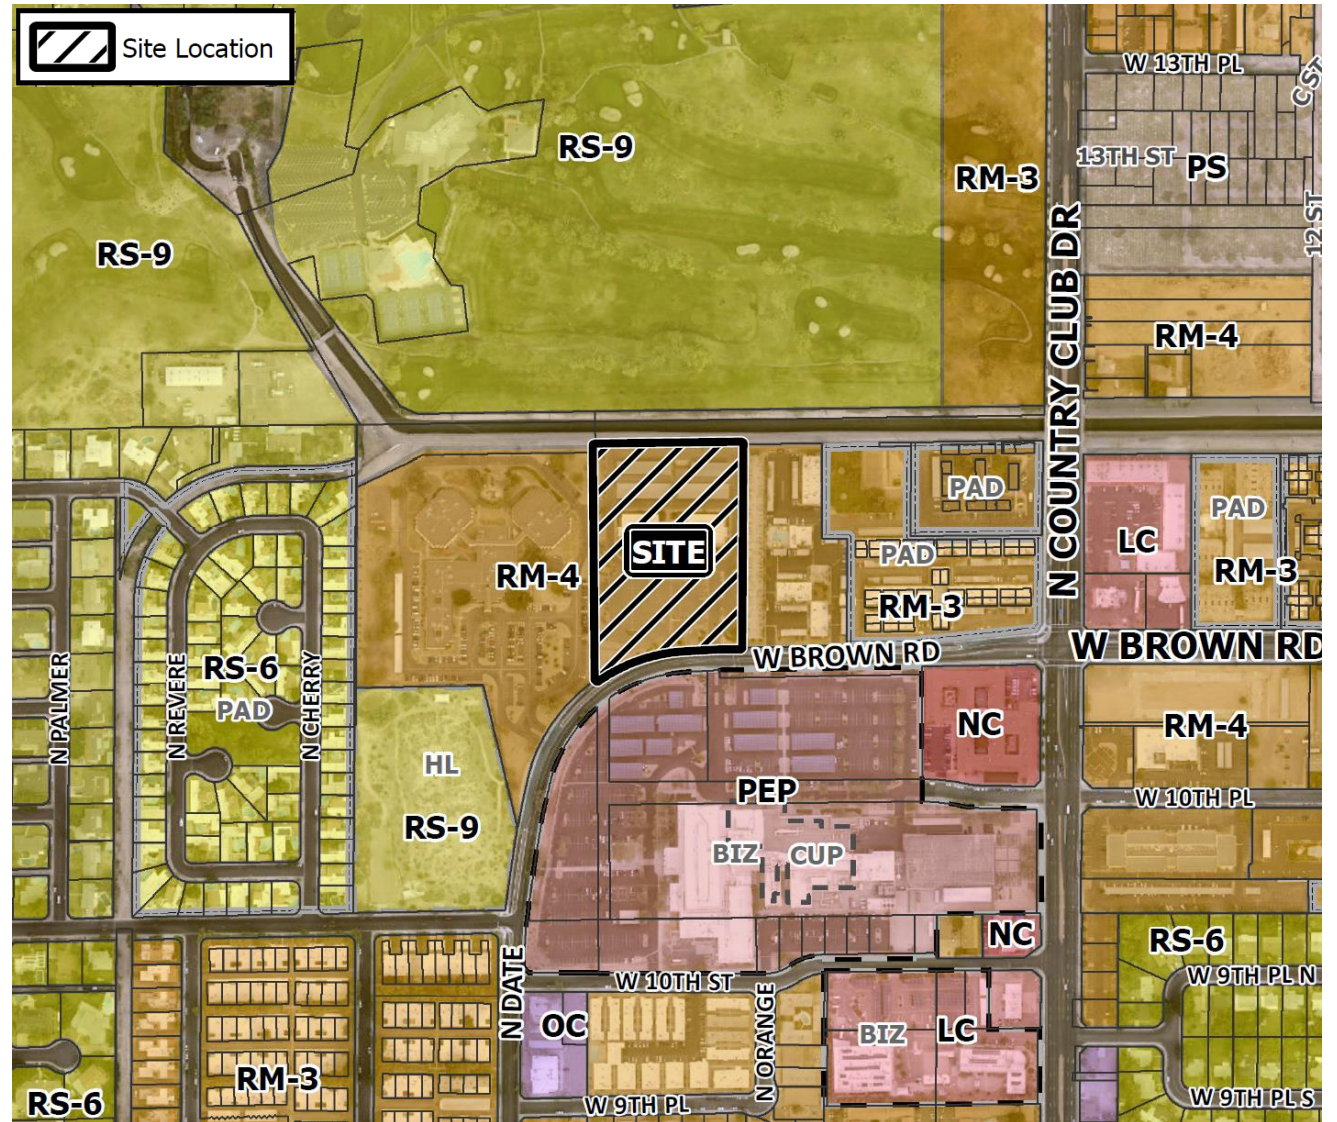 Site Location
W 13TH PL
C ST
RS-9
13TH ST
PS
RM-3
12 ST
RS-9
N COUNTRY CLUB DR
RM-4
PAD
PAD
LC
SITE
PAD
RM-4
RM-3
RM-3
W BROWN RD
W BROWN RD
RS-6
N PALMER
N REVERE
N CHERRY
PAD
NC
RM-4
HL
PEP
W 10TH PL
RS-9
BIZ
CUP
NC
RS-6
W 10TH ST
W 9TH PL N
N DATE
OC
N ORANGE
BIZ
LC
RM-3
RS-6
W 9TH PL
W 9TH PL S